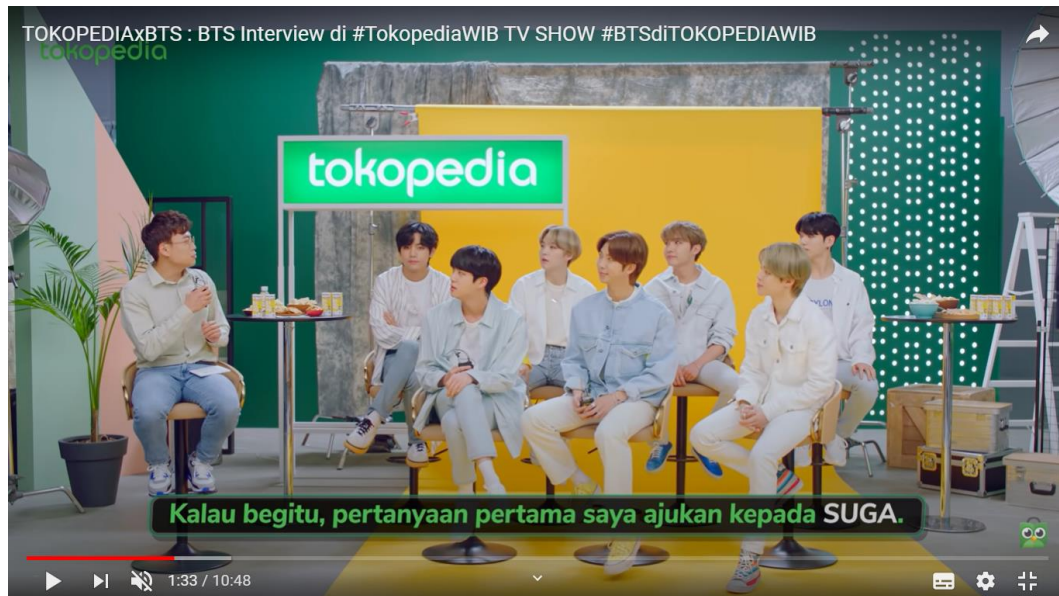 TOKOPEDIAxBTS : BTS Interview di #TokopediaWIB TV SHOW #BTSdiTOKOPEDIAWIB
tokopedia
tokopedia
Kalau begitu, pertanyaan pertama saya ajukan kepada SUGA.
1:33 / 10:48